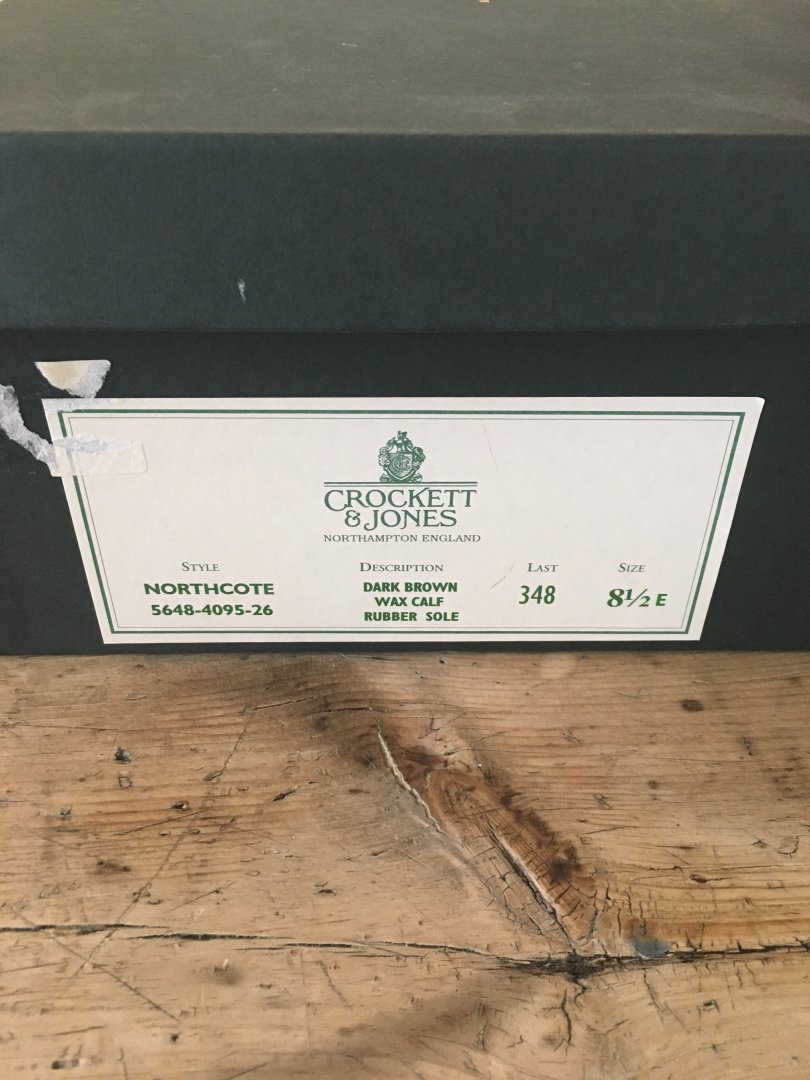 CROCKETT
& JONES
NORTHAMPTON ENGLAND
STYLE DESCRIPTION LAST SIZE
NORTHCOTE
5648-4095-26
DARK BROWN
WAX CALF
RUBBER SOLE
348
8½ E